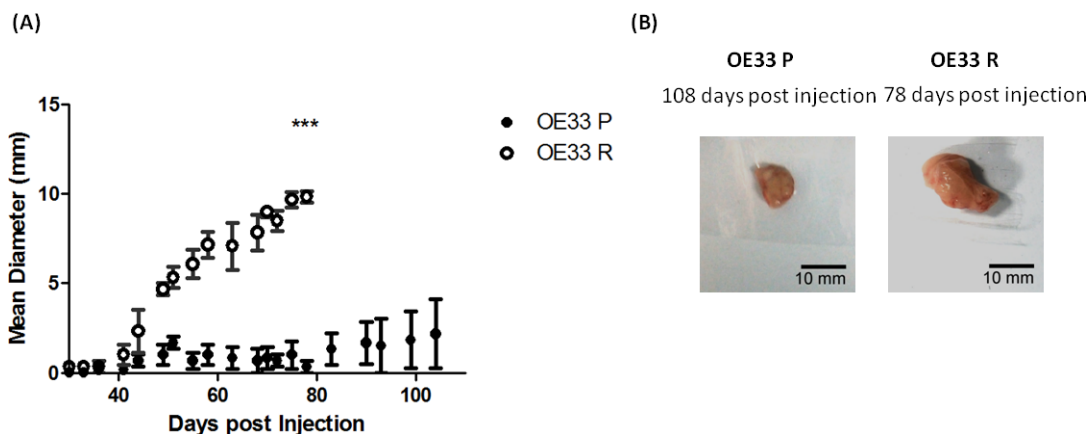 (A)
15
10
5
0
Mean Diameter (mm)
40 60 80 100
Days post Injection
***
OE33 P
OE33 R
(B)
OE33 P OE33 R
108 days post injection 78 days post injection
10 mm 10 mm